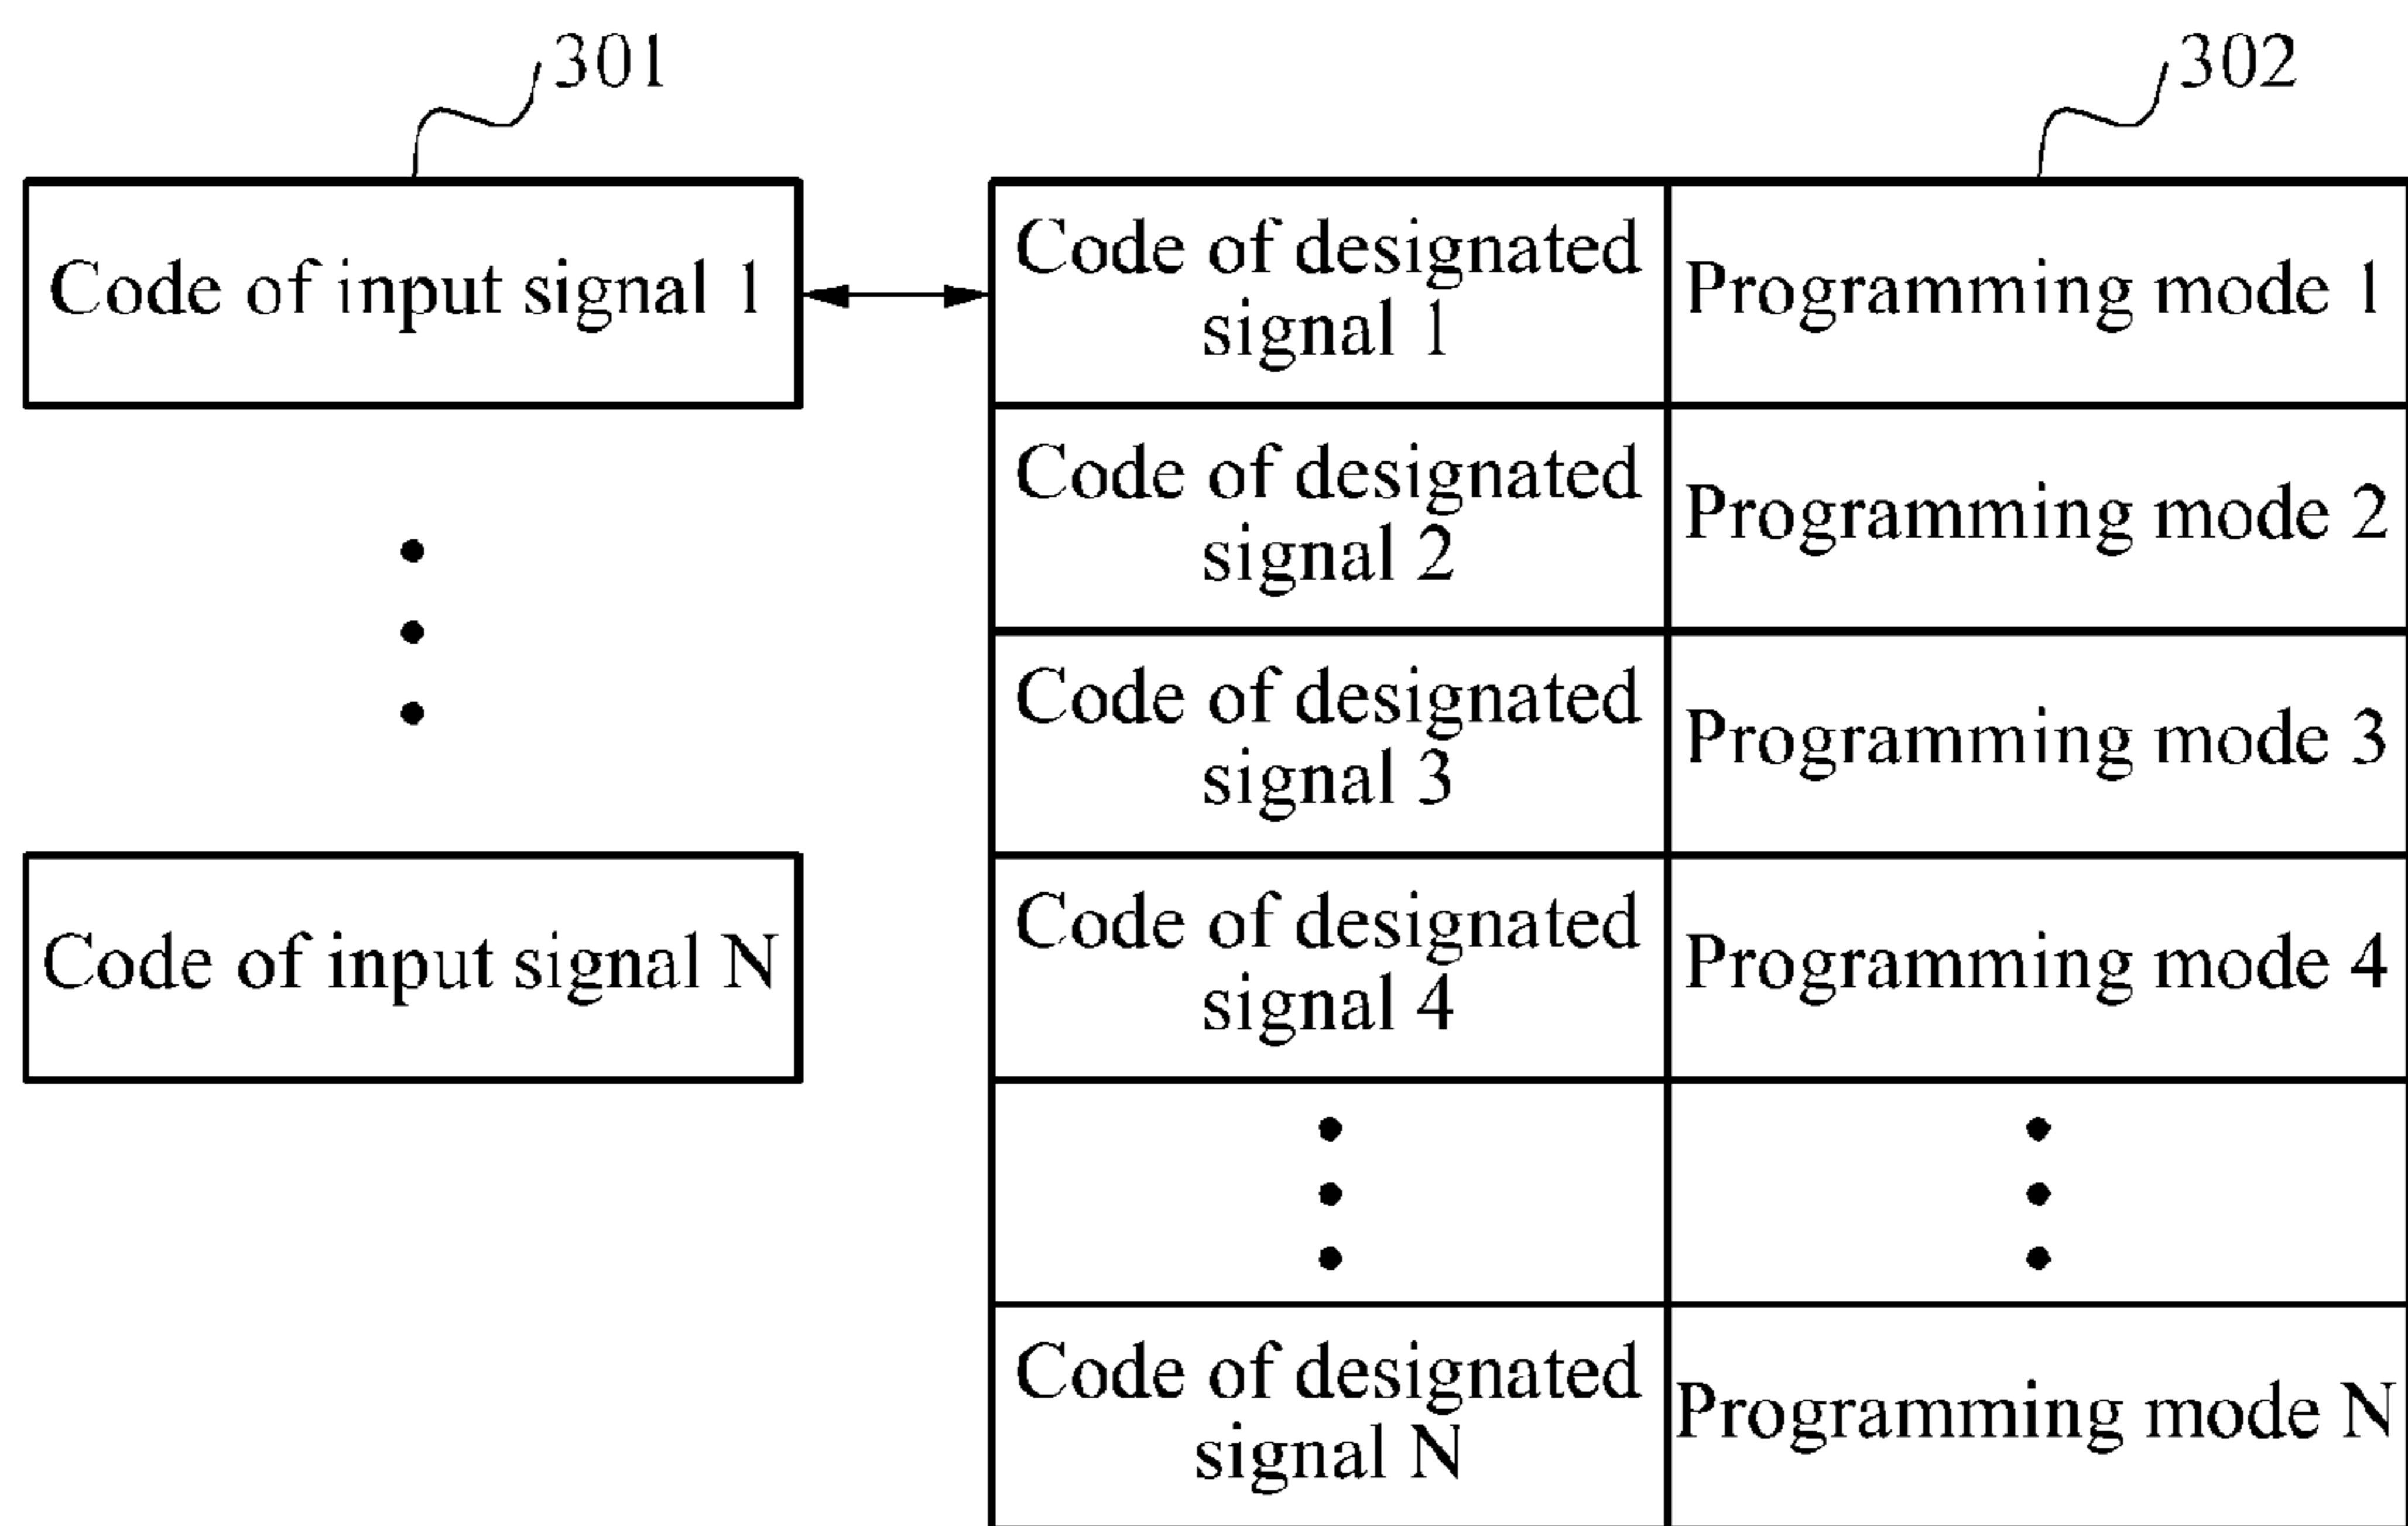 301
302
Code of input signal 1
Code of designated
signal 1
Programming mode 1
Code of designated
signal 2
Programming mode 2
Code of designated
signal 3
Programming mode 3
Code of input signal N
Code of designated
signal 4
Programming mode 4
Code of designated
signal N
Programming mode N